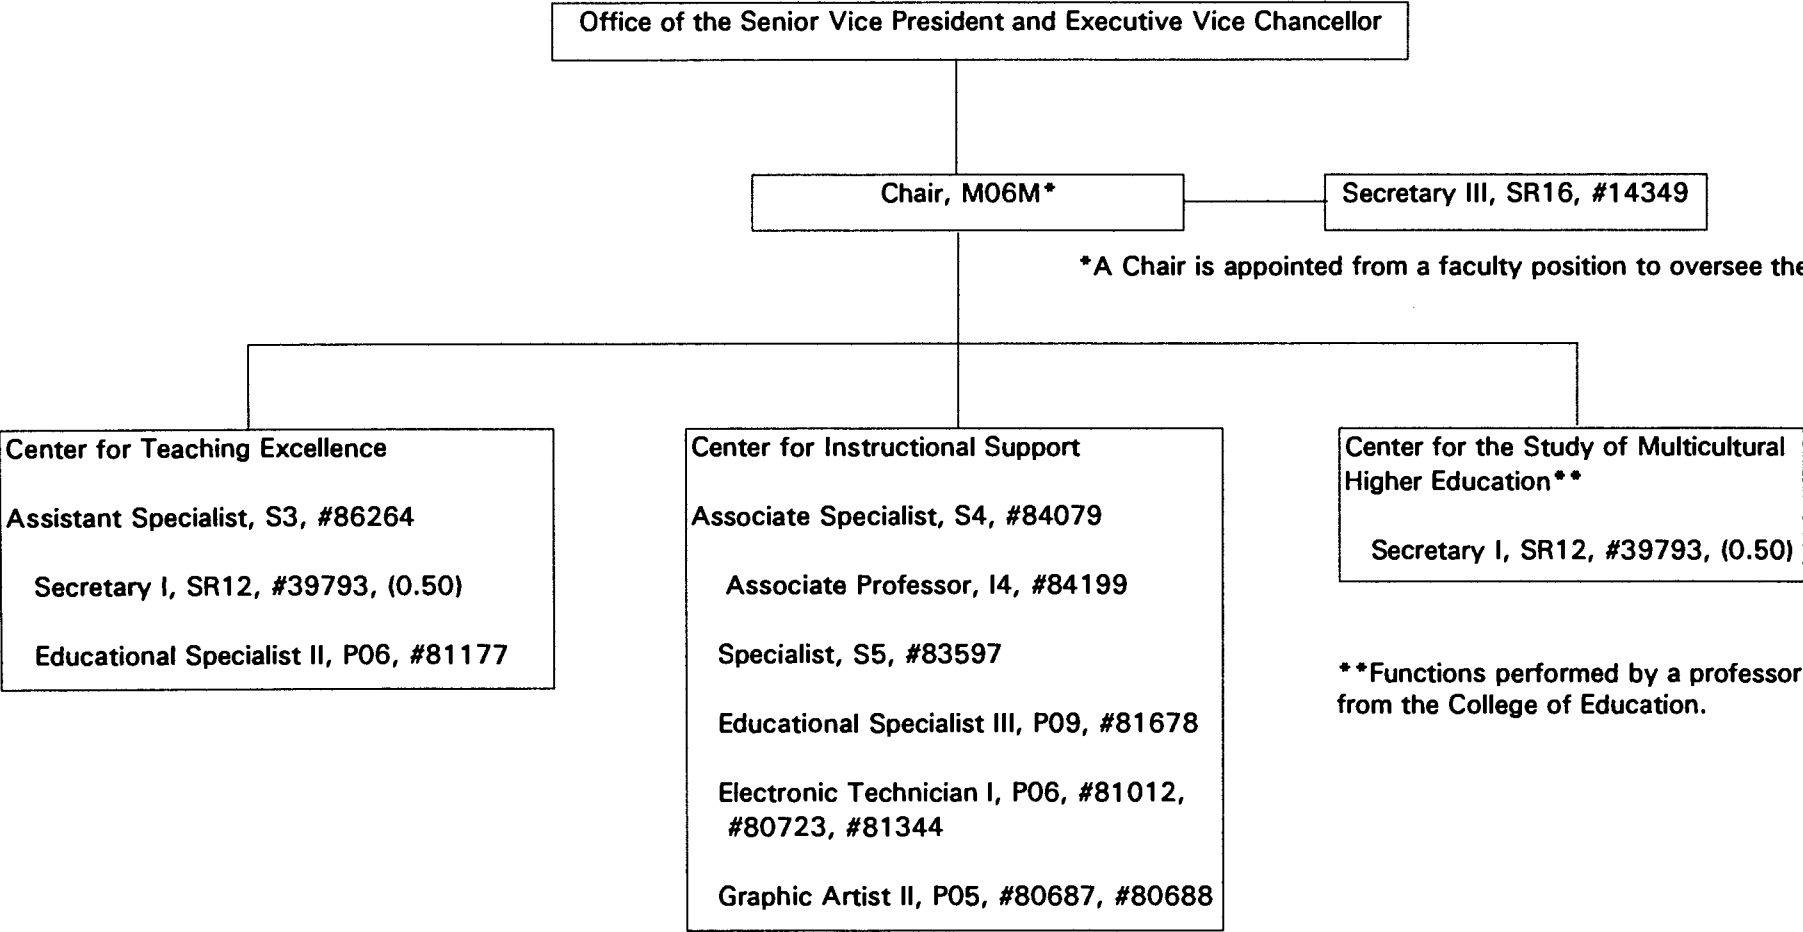 Office of the Senior Vice President and Executive Vice Chancellor
Chair, M06M*
Secretary III, SR16, #14349
*A Chair is appointed from a faculty position to oversee the
Center for Teaching Excellence
Assistant Specialist, S3, #86264
Secretary I, SR12, #39793, (0.50)
Educational Specialist II, P06, #81177
Center for Instructional Support
Associate Specialist, S4, #84079
Associate Professor, I4, #84199
Specialist, S5, #83597
Educational Specialist III, P09, #81678
Electronic Technician I, P06, #81012,
#80723, #81344
Graphic Artist II, P05, #80687, #80688
Center for the Study of Multicultural
Higher Education**
Secretary I, SR12, #39793, (0.50)
**Functions performed by a professor
from the College of Education.